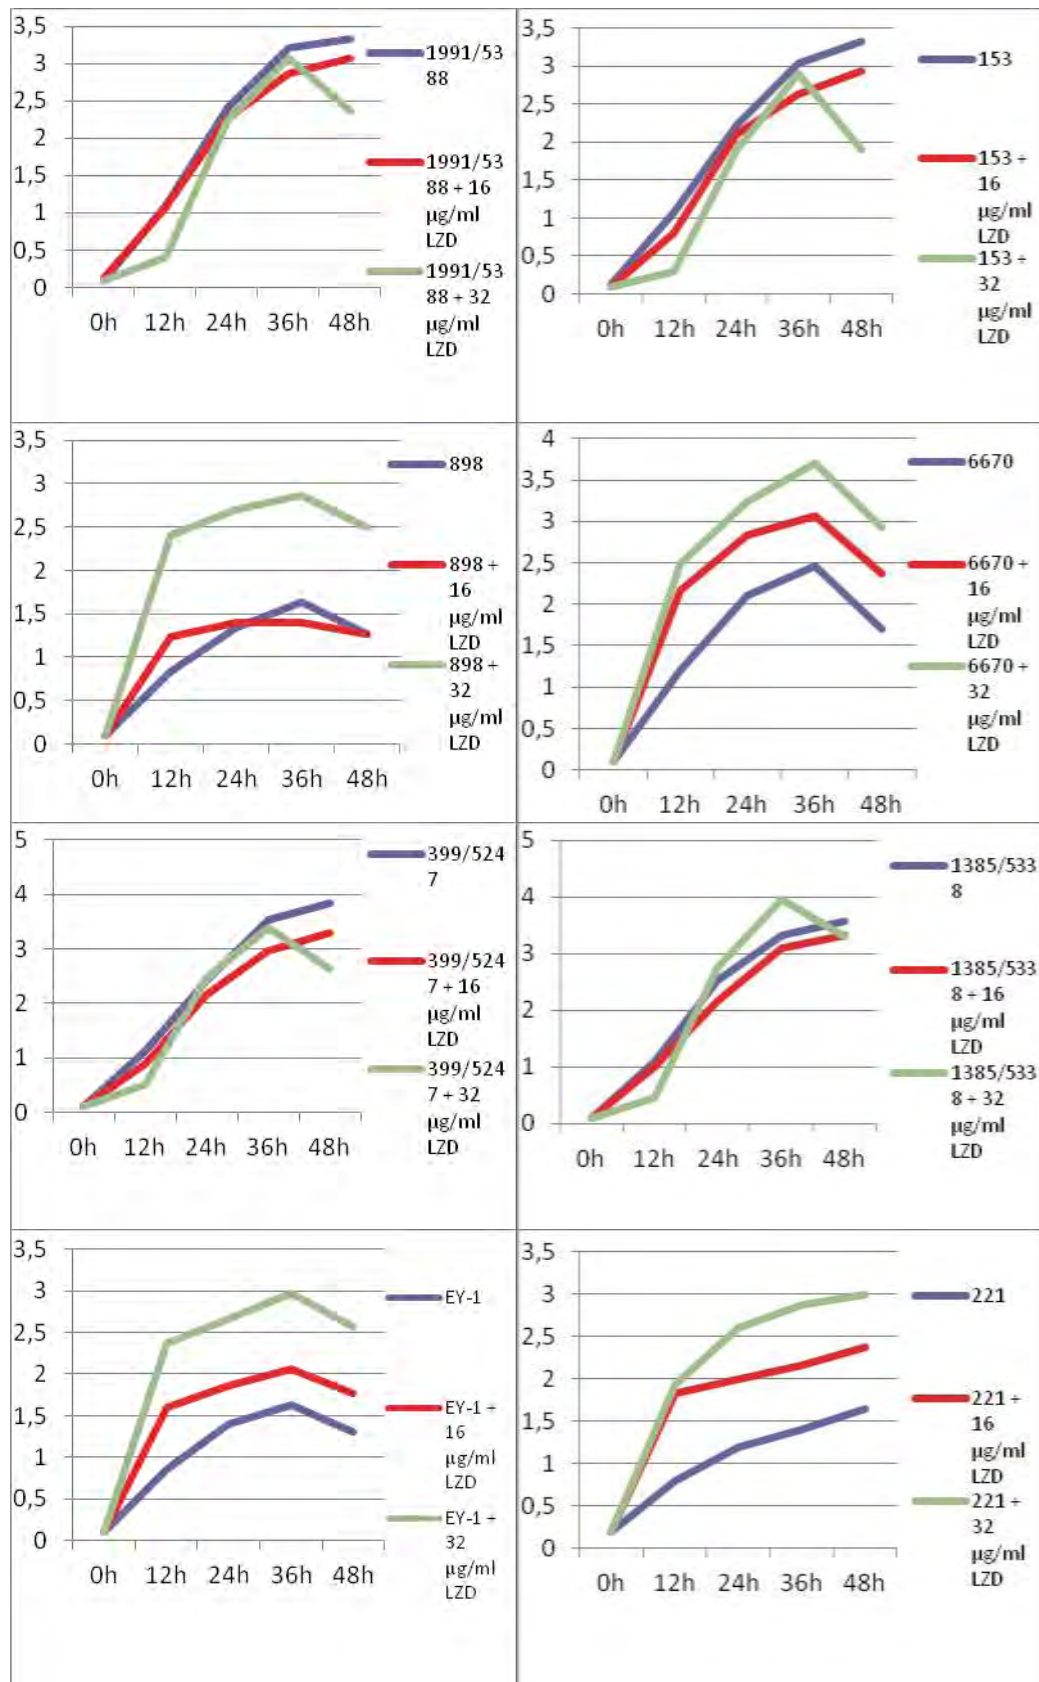 3,5
3
2,5
2
1,5
1
0,5
0
0h 12h 24h 36h 48h
1991/53
88
1991/53
88 + 16
µg/ml
LZD
1991/53
88 + 32
µg/ml
LZD
3,5
3
2,5
2
1,5
1
0,5
0
0h 12h 24h 36h 48h
153
153 +
16
µg/ml
LZD
153 +
32
µg/ml
LZD
3,5
3
2,5
2
1,5
1
0,5
0
0h 12h 24h 36h 48h
898
898 +
16
µg/ml
LZD
898 +
32
µg/ml
LZD
4
3,5
3
2,5
2
1,5
1
0,5
0
0h 12h 24h 36h 48h
6670
6670 +
16
µg/ml
LZD
6670 +
32
µg/ml
LZD
5
4
3
2
1
0
0h 12h 24h 36h 48h
399/524
7
399/524
7 + 16
µg/ml
LZD
399/524
7 + 32
µg/ml
LZD
5
4
3
2
1
0
0h 12h 24h 36h 48h
1385/533
8
1385/533
8 + 16
µg/ml
LZD
1385/533
8 + 32
µg/ml
LZD
3,5
3
2,5
2
1,5
1
0,5
0
0h 12h 24h 36h 48h
EY-1
EY-1 +
16
µg/ml
LZD
EY-1 +
32
µg/ml
LZD
3,5
3
2,5
2
1,5
1
0,5
0
0h 12h 24h 36h 48h
221
221 +
16
µg/ml
LZD
221 +
32
µg/ml
LZD